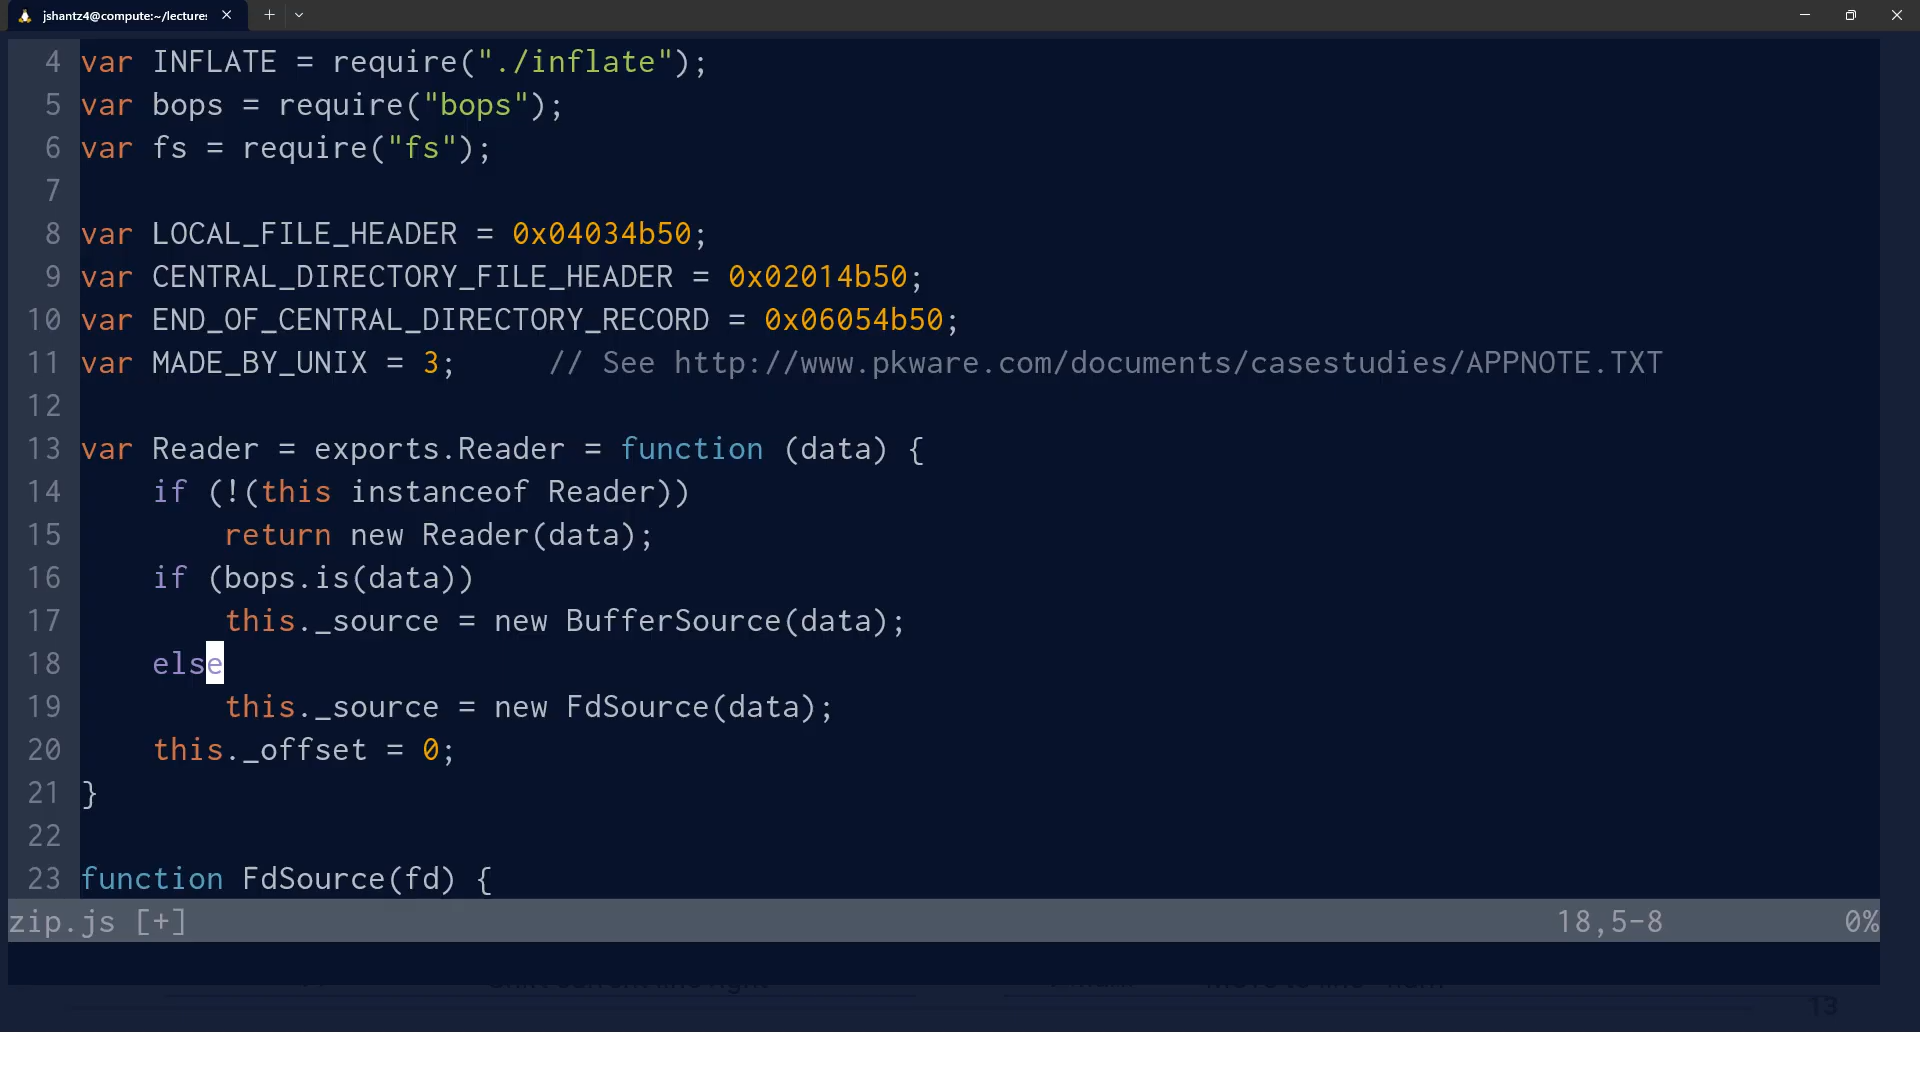 jshantz4@compute:~/lecture
4 var INFLATE = require("./inflate");
5 var bops = require("bops");
6 var fs = require("fs");
7
8 var LOCAL_FILE_HEADER = 0x04034b50;
9 var CENTRAL_DIRECTORY_FILE_HEADER = 0x02014b50;
10 var END_OF_CENTRAL_DIRECTORY_RECORD = 0x06054b50;
11 var MADE_BY_UNIX = 3;     // See http://www.pkware.com/documents/casestudies/APPNOTE.TXT
12
13 var Reader = exports.Reader = function (data) {
14     if (!(this instanceof Reader))
15         return new Reader(data);
16     if (bops.is(data))
17         this._source = new BufferSource(data);
18     else
19         this._source = new FdSource(data);
20     this._offset = 0;
21 }
22
23 function FdSource(fd) {
zip.js [+] 18,5-8 0%
13